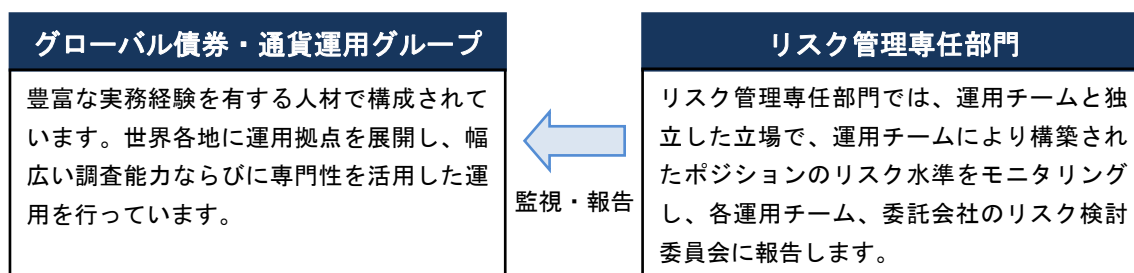 グローバル債券・通貨運用グループ
豊富な実務経験を有する人材で構成されて
います。世界各地に運用拠点を展開し、幅
広い調査能力ならびに専門性を活用した運
用を行っています。
監視・報告
リスク管理専任部門
リスク管理専任部門では、運用チームと独
立した立場で、運用チームにより構築され
たポジションのリスク水準をモニタリング
し、各運用チーム、委託会社のリスク検討
委員会に報告します。